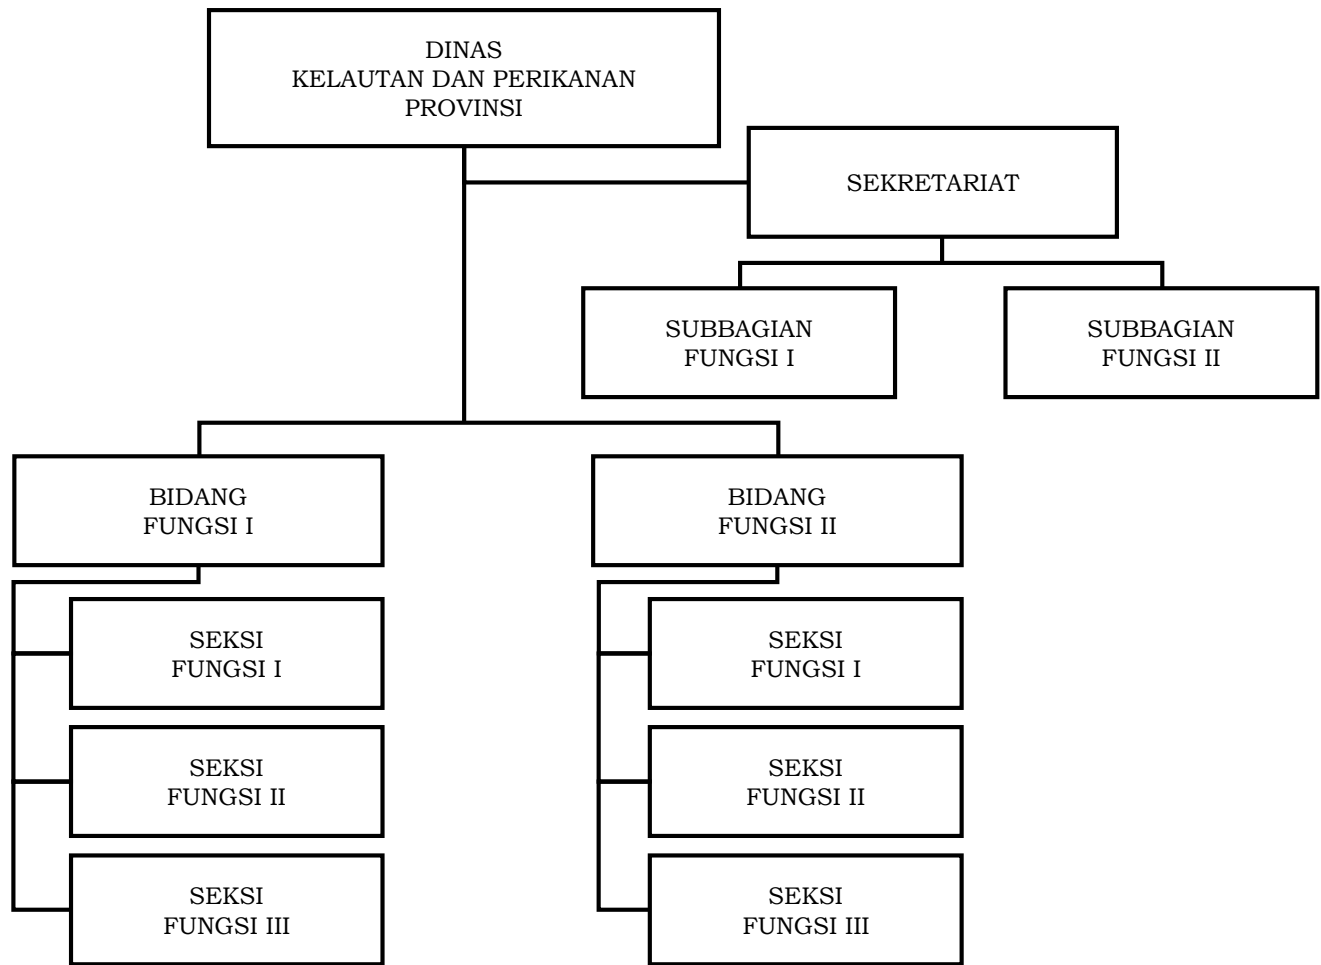 DINAS
KELAUTAN DAN PERIKANAN
PROVINSI
SEKRETARIAT
SUBBAGIAN
FUNGSI I
SUBBAGIAN
FUNGSI II
BIDANG
FUNGSI I
BIDANG
FUNGSI II
SEKSI
FUNGSI I
SEKSI
FUNGSI II
SEKSI
FUNGSI III
SEKSI
FUNGSI I
SEKSI
FUNGSI II
SEKSI
FUNGSI III